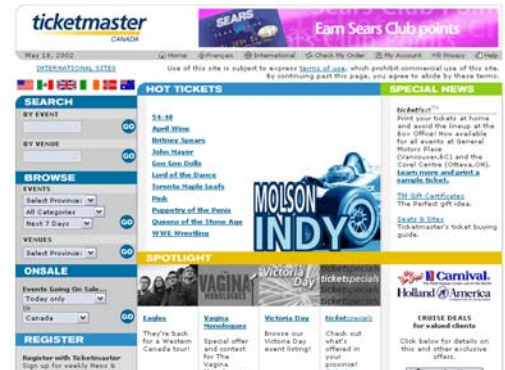 ticketmaster
CANADA
SEARS
Earn Sears Club points
May 18, 2002
Home
Français
International
Check My Order
My Account
Privacy
Help
INTERNATIONAL SITES
Use of this site is subject to express terms of use, which prohibit commercial use of this site.
By continuing past this page, you agree to abide by these terms.
SEARCH
BY EVENT
GO
BY VENUE
GO
BROWSE
EVENTS
Select Province:
All Categories
Next 7 Days
GO
VENUES
Select Province:
GO
ONSALE
Events Going On Sale...
Today only
in
Canada
GO
REGISTER
Register with Ticketmaster
Sign up for weekly News &
HOT TICKETS
54-40
April Wine
Britney Spears
John Mayer
Goo Goo Dolls
Lord of the Dance
Toronto Maple Leafs
Pink
Puppetry of the Penis
Queens of the Stone Age
WWE Wrestling
MOLSON
INDY
SPECIAL NEWS
ticketfast
Print your tickets at home
and avoid the lineup at the
Box Office! Now available
for all events at General
Motors Place
(Vancouver,BC) and the
Corel Centre (Ottawa,ON).
Learn more and print a
sample ticket.
TM Gift Certificates
The Perfect gift idea.
Seats & Sites
Ticketmaster's ticket buying
guide.
SPOTLIGHT
VAGINA
MONOLOGUES
Victoria
Day
ticketspecials
ticketspecials
ticketspecials
Eagles
They're back
for a Western
Canada tour!
Vagina
Monologues
Special offer
and contest
for The
Vagina
Victoria Day
Browse our
Victoria Day
event listing!
ticketspecials
Check out
what's
offered in
your
province!
Carnival.
Holland America
CRUISE DEALS
for valued clients
Click below for details on
this and other exclusive
offers.